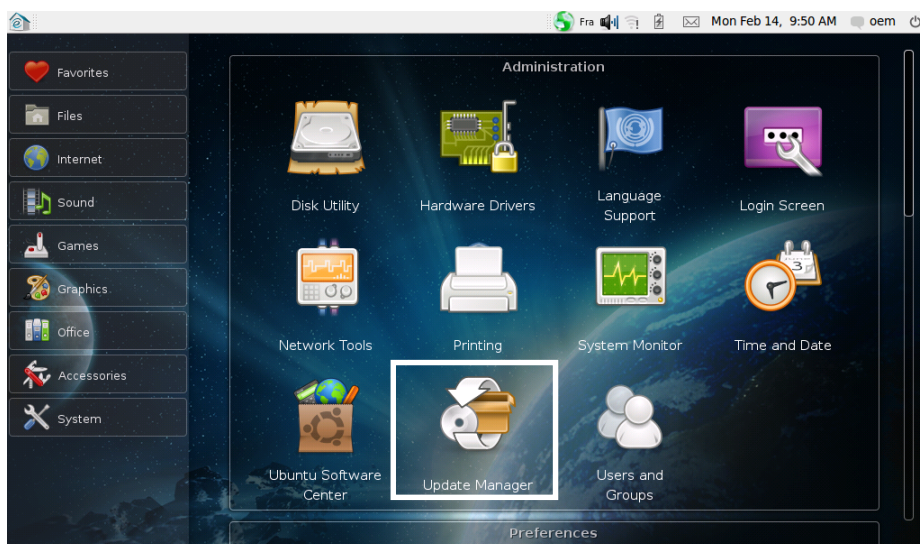 Fra
Mon Feb 14, 9:50 AM
oem
Favorites
Files
Internet
Sound
Games
Graphics
Office
Accessories
System
Administration
Disk Utility
Hardware Drivers
Language
Support
Login Screen
3
Network Tools
Printing
System Monitor
Time and Date
Ubuntu Software
Center
Update Manager
Users and
Groups
Preferences